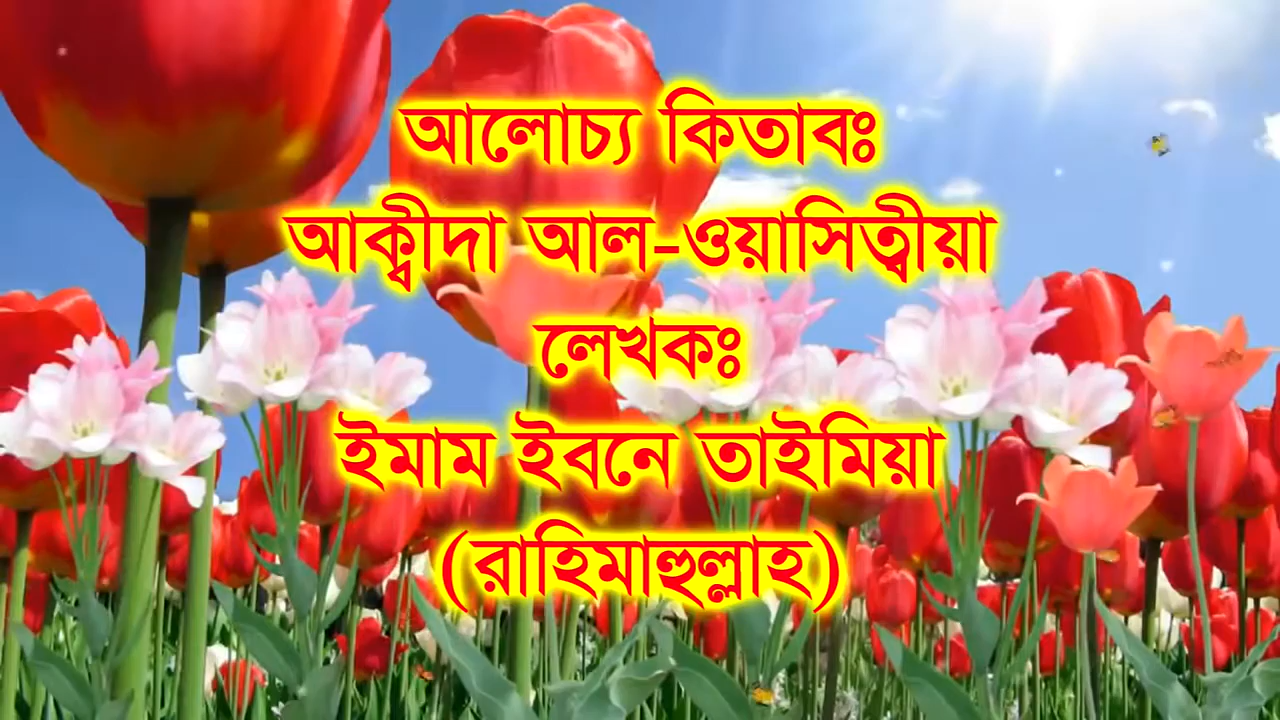 আলোচ্য কিতাবঃ
আক্বীদা আল-ওয়াসিত্বীয়া
লেখকঃ
ইমাম ইবনে তাইমিয়া
(রাহিমাহুল্লাহ)